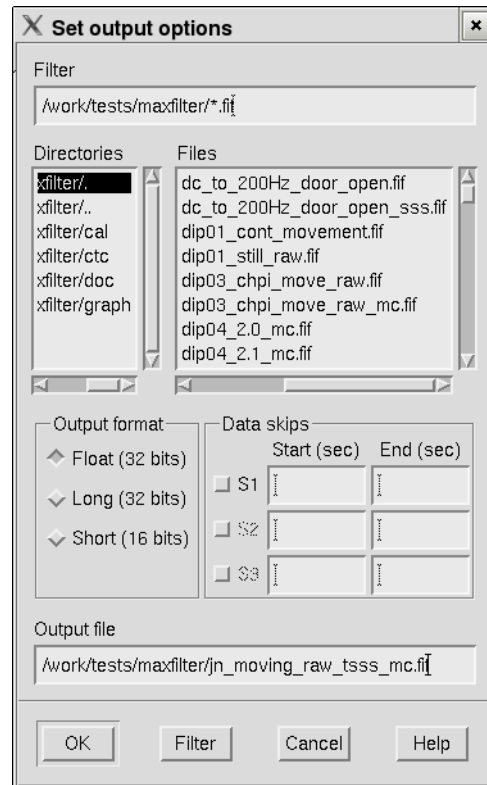 Set output options
Filter
/work/tests/maxfilter/*.fif
Directories
Files
xfilter/.
xfilter/..
xfilter/cal
xfilter/ctc
xfilter/doc
xfilter/graph
dc_to_200Hz_door_open.fif
dc_to_200Hz_door_open_sss.fif
dip01_cont_movement.fif
dip01_still_raw.fif
dip03_chpi_move_raw.fif
dip03_chpi_move_raw_mc.fif
dip04_2.0_mc.fif
dip04_2.1_mc.fif
Output format
Float (32 bits)
Long (32 bits)
Short (16 bits)
Data skips
Start (sec) End (sec)
S1
S2
S3
Output file
/work/tests/maxfilter/jn_moving_raw_tsss_mc.fif
OK Filter Cancel Help